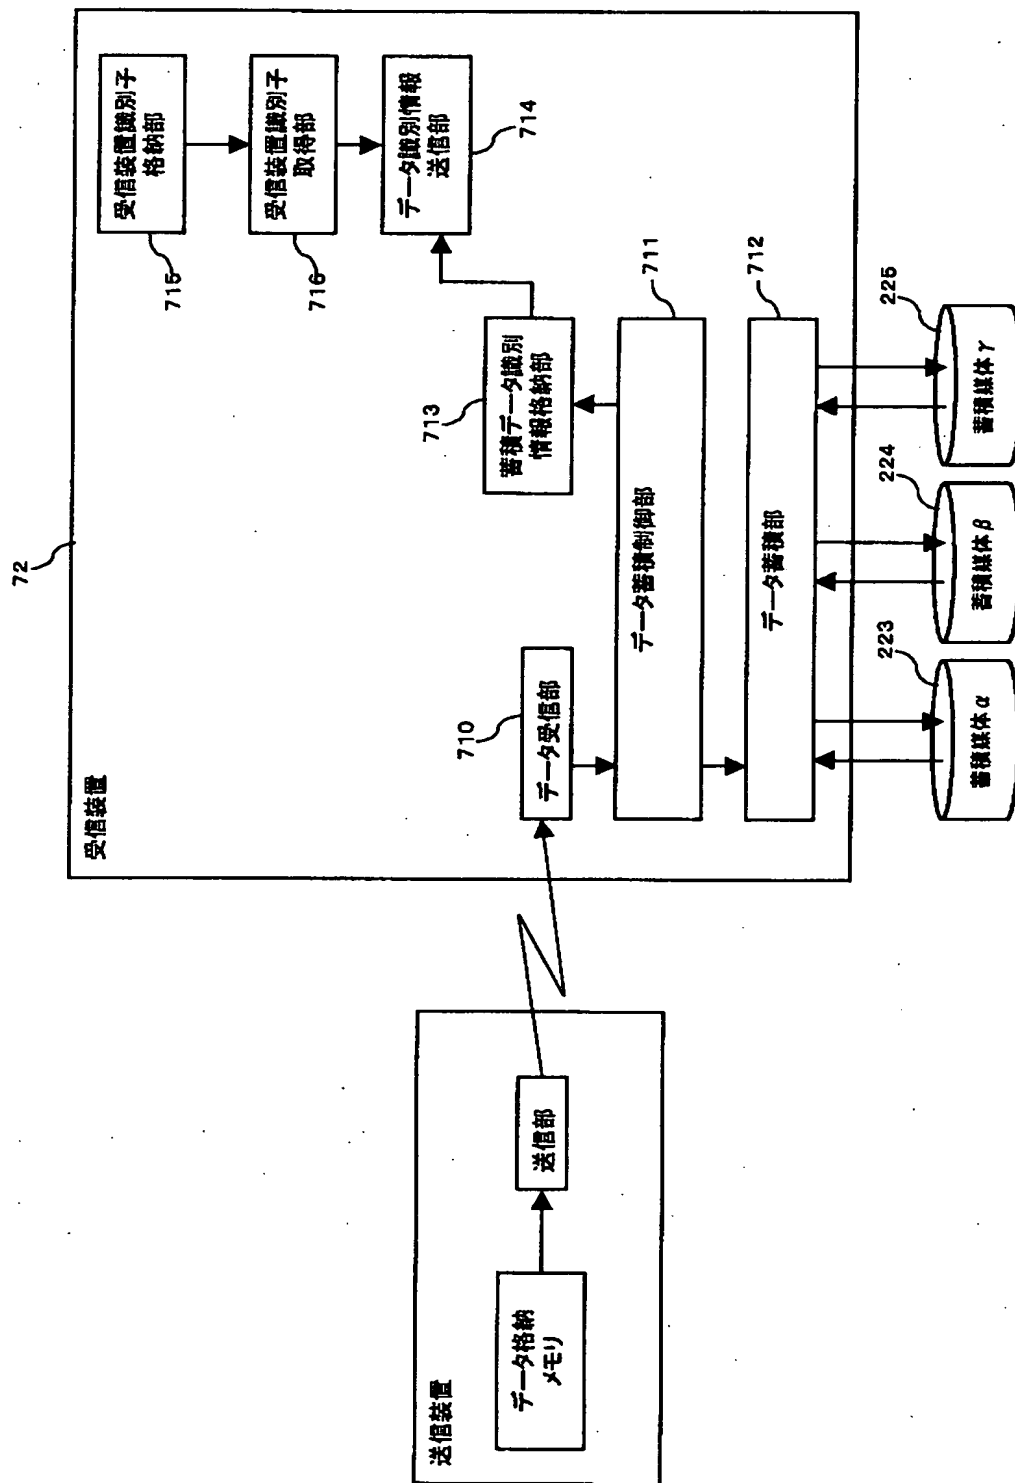 送信装置
データ格納
メモリ
送信部
受信装置
72
データ受信部
710
蓄積データ識別
情報格納部
713
受信装置識別子
格納部
715
受信装置識別子
取得部
716
データ識別情報
送信部
714
データ蓄積制御部
711
データ蓄積部
712
蓄積媒体α
223
蓄積媒体β
224
蓄積媒体γ
225